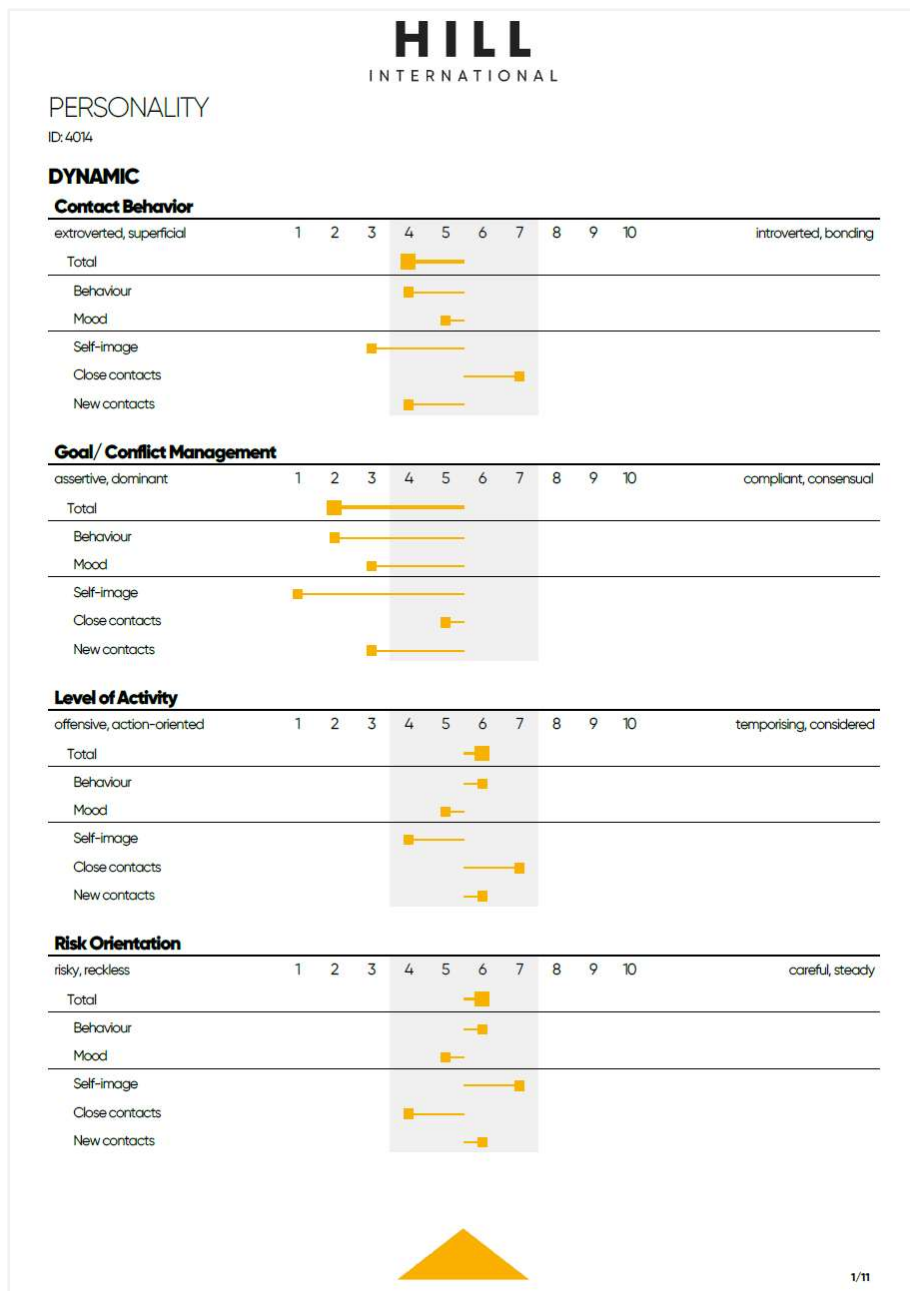 HILL
INTERNATIONAL
PERSONALITY
ID: 4014
DYNAMIC
Contact Behavior
extroverted, superficial 1 2 3 4 5 6 7 8 9 10 introverted, bonding
Total
Behaviour
Mood
Self-image
Close contacts
New contacts
Goal/ Conflict Management
assertive, dominant 1 2 3 4 5 6 7 8 9 10 compliant, consensual
Total
Behaviour
Mood
Self-image
Close contacts
New contacts
Level of Activity
offensive, action-oriented 1 2 3 4 5 6 7 8 9 10 temporising, considered
Total
Behaviour
Mood
Self-image
Close contacts
New contacts
Risk Orientation
risky, reckless 1 2 3 4 5 6 7 8 9 10 careful, steady
Total
Behaviour
Mood
Self-image
Close contacts
New contacts
1/11